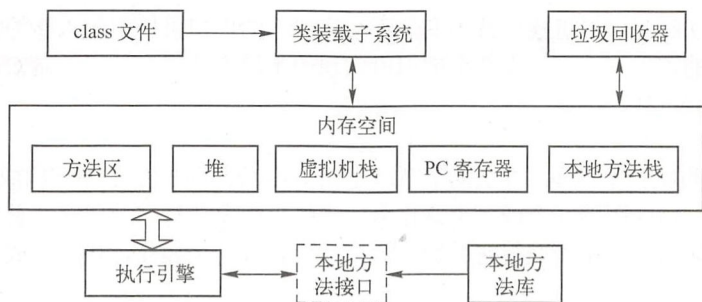 class 文件
类装载子系统
垃圾回收器
内存空间
方法区
堆
虚拟机栈
PC 寄存器
本地方法栈
执行引擎
本地方
法接口
本地方
法库